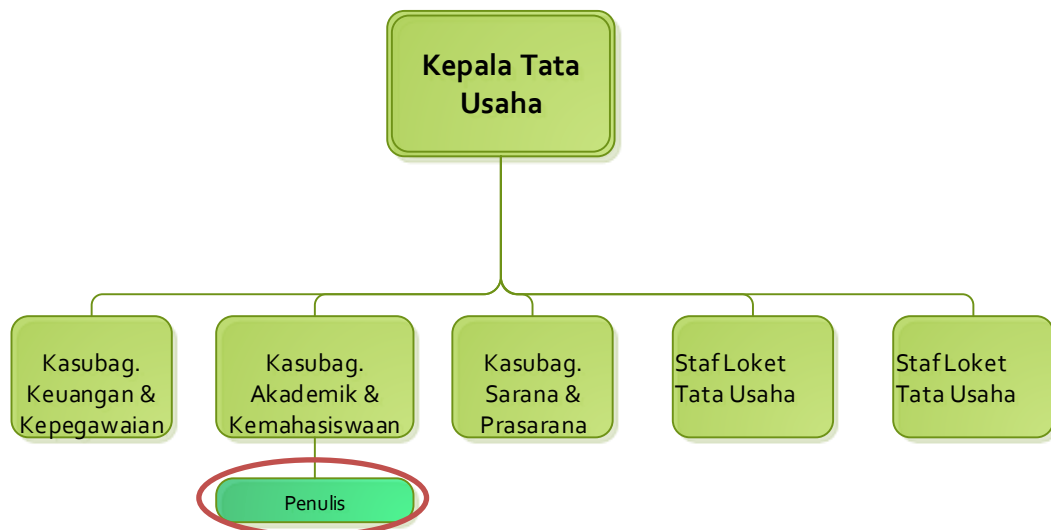 Kepala Tata
Usaha
Kasubag.
Keuangan &
Kepegawaian
Kasubag.
Akademik &
Kemahasiswaan
Kasubag.
Sarana &
Prasarana
Staf Loket
Tata Usaha
Staf Loket
Tata Usaha
Penulis